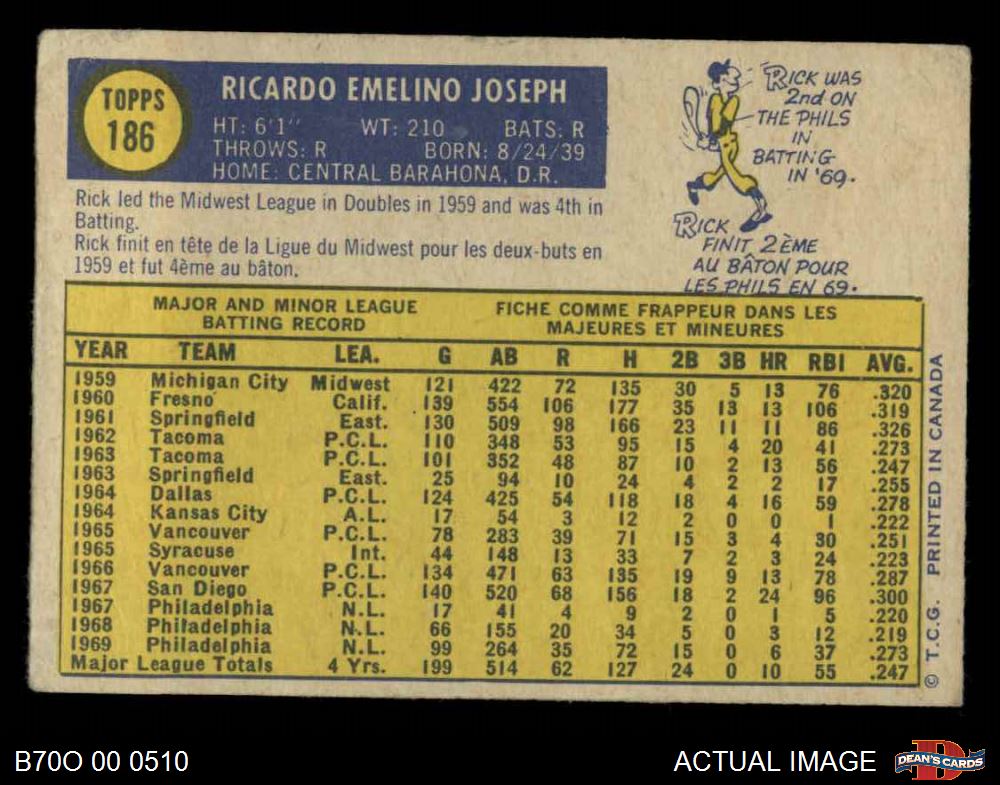 TOPPS
186
RICARDO EMELINO JOSEPH
HT: 6'1" WT: 210 BATS: R
THROWS: R BORN: 8/24/39
HOME: CENTRAL BARAHONA, D.R.
Rick led the Midwest League in Doubles in 1959 and was 4th in
Batting.
Rick finit en tête de la Ligue du Midwest pour les deux-buts en
1959 et fut 4ème au bâton.
RICK WAS
2nd ON
THE PHILS
IN
BATTING
IN '69.
RICK
FINIT 2ÈME
AU BÂTON POUR
LES PHILS EN 69.
MAJOR AND MINOR LEAGUE
BATTING RECORD
FICHE COMME FRAPPEUR DANS LES
MAJEURES ET MINEURES
YEAR TEAM LEA. G AB R H 2B 3B HR RBI AVG.
1959 Michigan City Midwest 121 422 72 135 30 5 13 76 .320
1960 Fresno Calif. 139 554 106 177 35 13 13 106 .319
1961 Springfield East. 130 509 98 166 23 11 11 86 .326
1962 Tacoma P.C.L. 110 348 53 95 15 4 20 41 .273
1963 Tacoma P.C.L. 101 352 48 87 10 2 13 56 .247
1963 Springfield East. 25 94 10 24 4 2 2 17 .255
1964 Dallas P.C.L. 124 425 54 118 18 4 16 59 .278
1964 Kansas City A.L. 17 54 3 12 2 0 0 1 .222
1965 Vancouver P.C.L. 78 283 39 71 15 3 4 30 .251
1965 Syracuse Int. 44 148 13 33 7 2 3 24 .223
1966 Vancouver P.C.L. 134 471 63 135 19 9 13 78 .287
1967 San Diego P.C.L. 140 520 68 156 18 2 24 96 .300
1967 Philadelphia N.L. 17 41 4 9 2 0 1 5 .220
1968 Philadelphia N.L. 66 155 20 34 5 0 3 12 .219
1969 Philadelphia N.L. 99 264 35 72 15 0 6 37 .273
Major League Totals 4 Yrs. 199 514 62 127 24 0 10 55 .247
© T.C.G. PRINTED IN CANADA
B70O 00 0510
ACTUAL IMAGE
DEAN'S CARDS